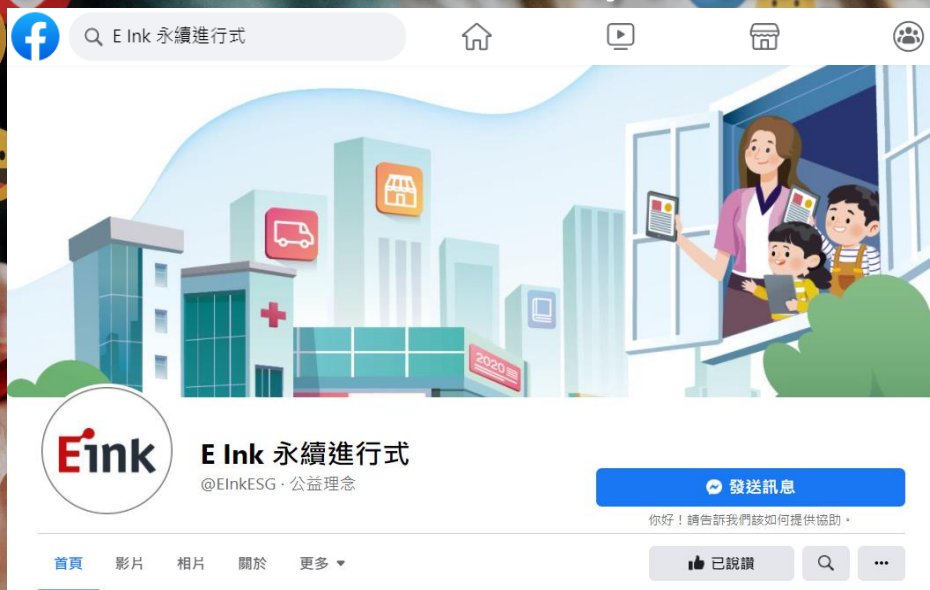 E Ink 永續進行式
2020
Eink
E Ink 永續進行式
@EInkESG · 公益理念
發送訊息
你好！請告訴我們該如何提供協助。
首頁 影片 相片 關於 更多
已說讚